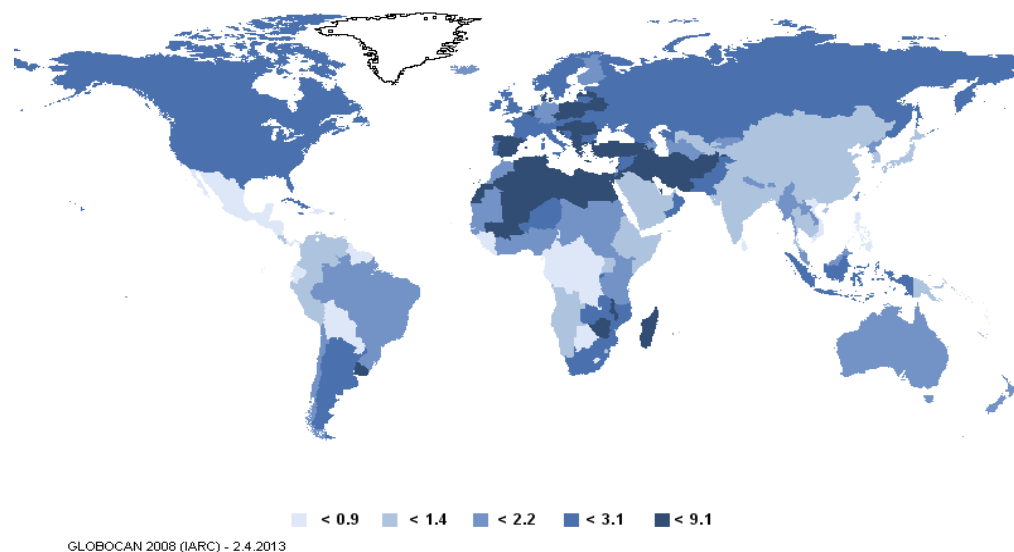 < 0.9 < 1.4 < 2.2 < 3.1 < 9.1
GLOBOCAN 2008 (IARC) - 2.4.2013